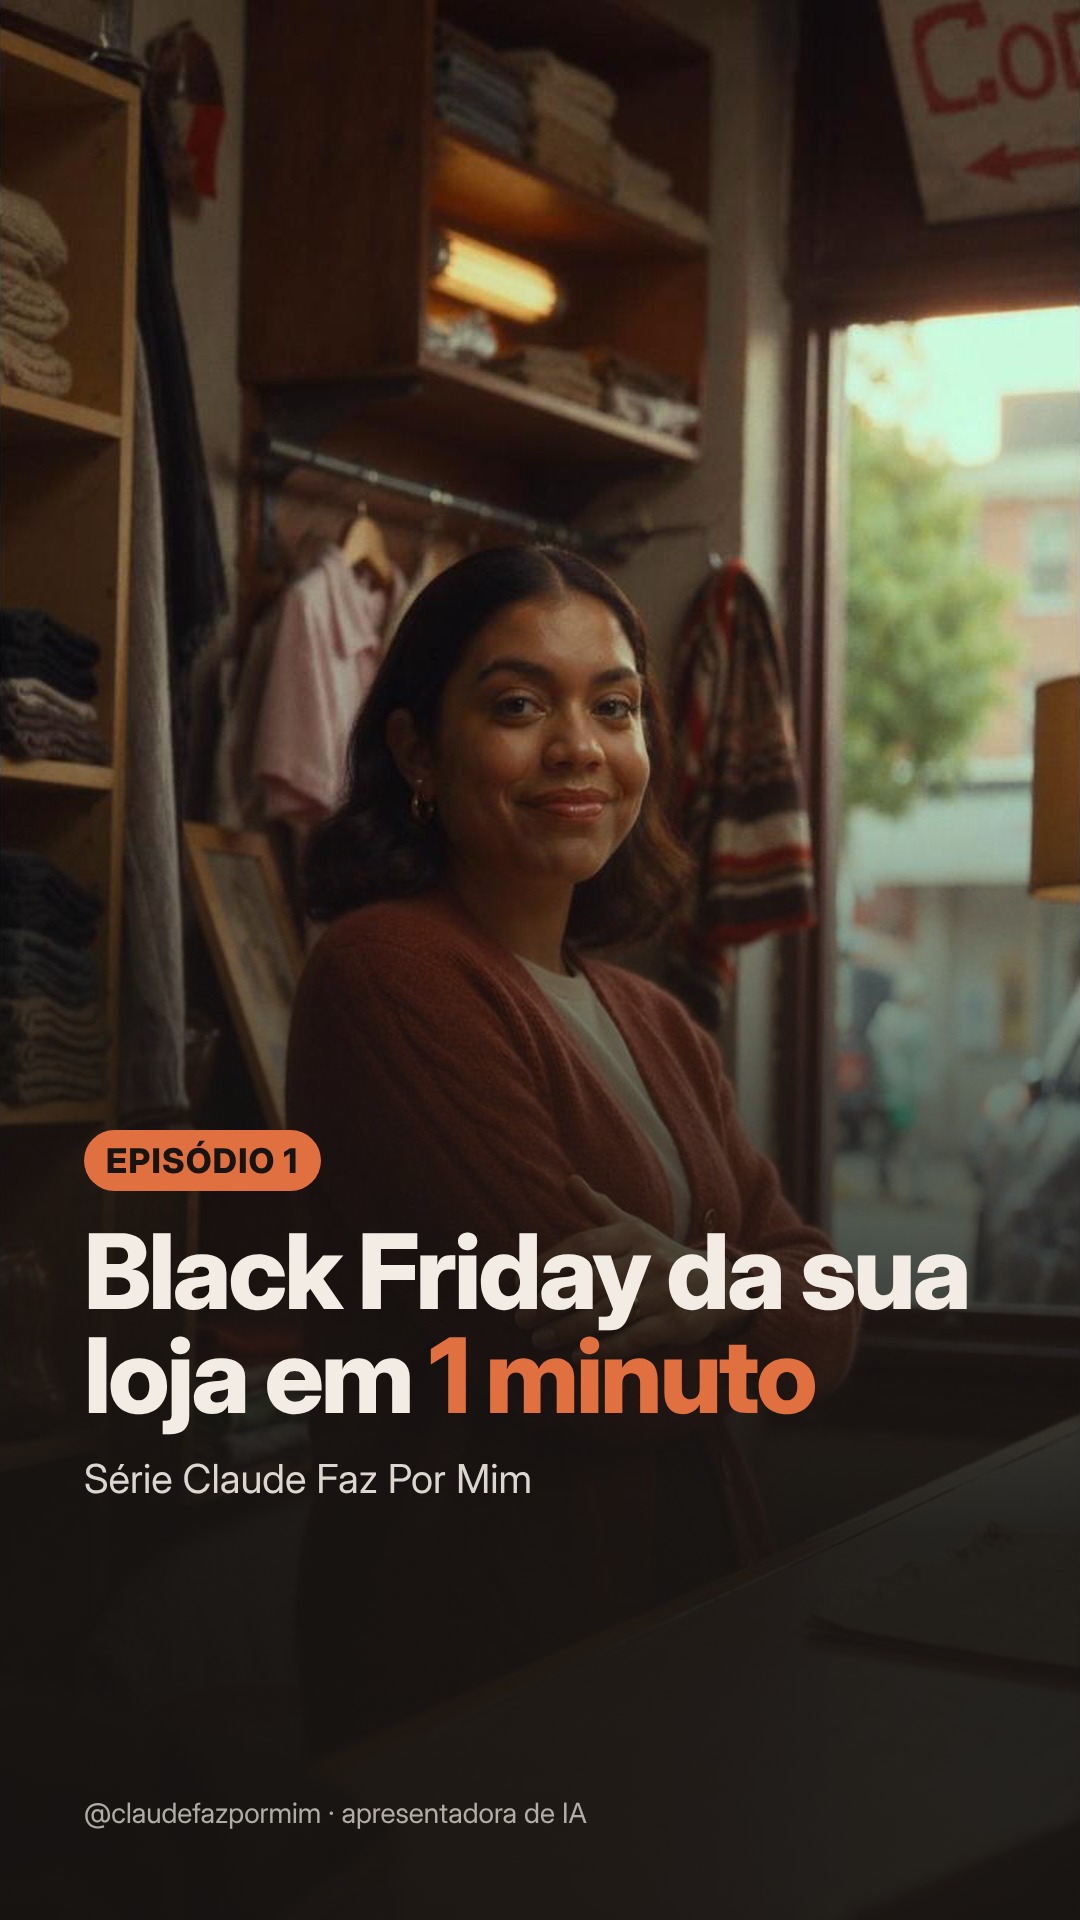 EPISÓDIO 1
Black Friday da sua
loja em 1 minuto
Série Claude Faz Por Mim
@claudefazpormim · apresentadora de IA